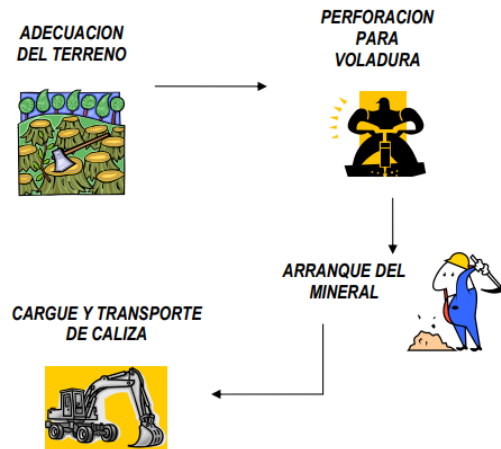 ADECUACION
DEL TERRENO
PERFORACION
PARA
VOLADURA
ARRANQUE DEL
MINERAL
CARGUE Y TRANSPORTE
DE CALIZA